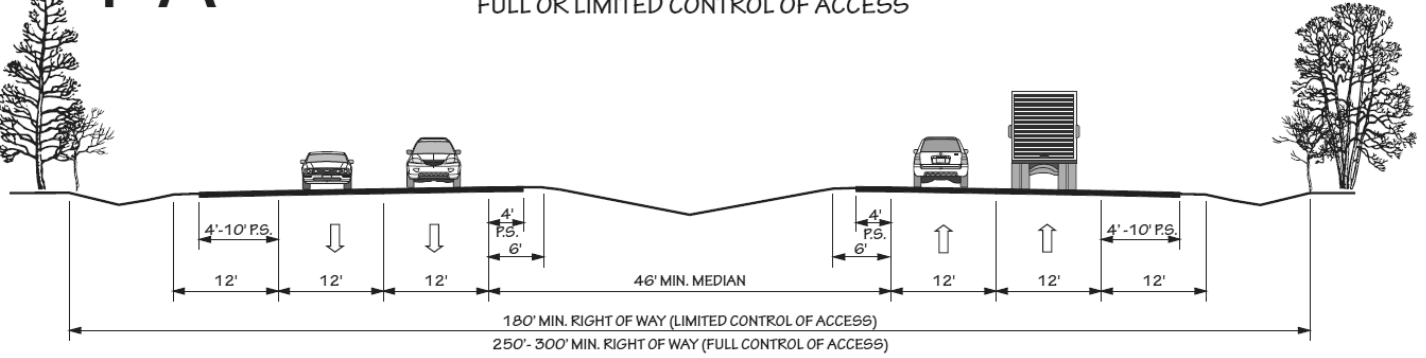 FULL OR LIMITED CONTROL OF ACCESS
4'-10' P.S.
4'
P.S.
6'
4'
P.S.
6'
4'-10' P.S.
12'
12'
12'
46' MIN. MEDIAN
12'
12'
12'
180' MIN. RIGHT OF WAY (LIMITED CONTROL OF ACCESS)
250'- 300' MIN. RIGHT OF WAY (FULL CONTROL OF ACCESS)